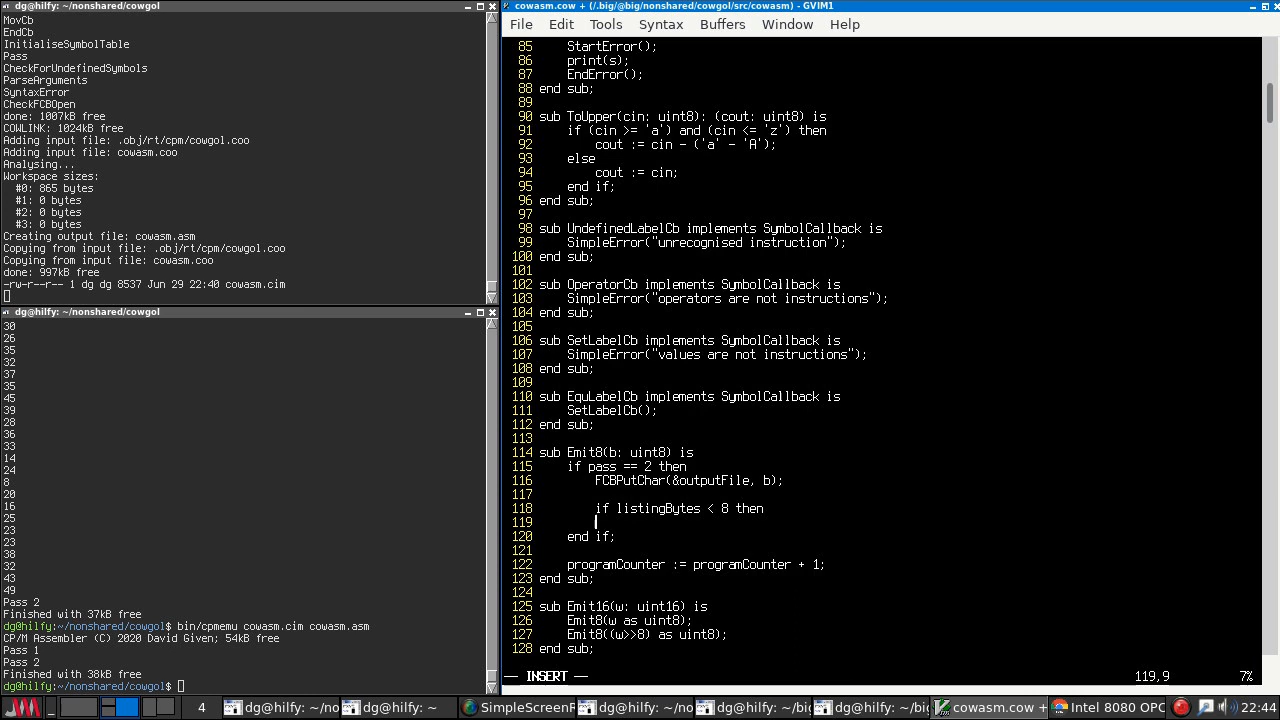 dg@hilfy: ~/nonshared/cowgol
MovCb
EndCb
InitialiseSymbolTable
Pass
CheckForUndefinedSymbols
ParseArguments
SyntaxError
CheckFCBOpen
done: 1007kB free
COWLINK: 1024kB free
Adding input file: .obj/rt/cpm/cowgol.coo
Adding input file: cowasm.coo
Analysing...
Workspace sizes:
  #0: 865 bytes
  #1: 0 bytes
  #2: 0 bytes
  #3: 0 bytes
Creating output file: cowasm.asm
Copying from input file: .obj/rt/cpm/cowgol.coo
Copying from input file: cowasm.coo
done: 997kB free
-rw-r--r-- 1 dg dg 8537 Jun 29 22:40 cowasm.cim
dg@hilfy: ~/nonshared/cowgol
30
26
35
32
37
35
45
39
28
36
33
14
24
8
20
16
25
23
38
32
43
49
Pass 2
Finished with 37kB free
dg@hilfy:~/nonshared/cowgol$ bin/cpmemu cowasm.cim cowasm.asm
CP/M Assembler (C) 2020 David Given; 54kB free
Pass 1
Pass 2
Finished with 38kB free
dg@hilfy:~/nonshared/cowgol$
cowasm.cow + (/.big/@big/nonshared/cowgol/src/cowasm) - GVIM1
File Edit Tools Syntax Buffers Window Help
85     StartError();
86     print(s);
87     EndError();
88 end sub;
89
90 sub ToUpper(cin: uint8): (cout: uint8) is
91     if (cin >= 'a') and (cin <= 'z') then
92         cout := cin - ('a' - 'A');
93     else
94         cout := cin;
95     end if;
96 end sub;
97
98 sub UndefinedLabelCb implements SymbolCallback is
99     SimpleError("unrecognised instruction");
100 end sub;
101
102 sub OperatorCb implements SymbolCallback is
103     SimpleError("operators are not instructions");
104 end sub;
105
106 sub SetLabelCb implements SymbolCallback is
107     SimpleError("values are not instructions");
108 end sub;
109
110 sub EquLabelCb implements SymbolCallback is
111     SetLabelCb();
112 end sub;
113
114 sub Emit8(b: uint8) is
115     if pass == 2 then
116         FCBPutChar(&outputFile, b);
117
118         if listingBytes < 8 then
119
120     end if;
121
122     programCounter := programCounter + 1;
123 end sub;
124
125 sub Emit16(w: uint16) is
126     Emit8(w as uint8);
127     Emit8((w>>8) as uint8);
128 end sub;
-- INSERT -- 119,9 7%
4 dg@hilfy: ~/no dg@hilfy: ~ SimpleScreenR dg@hilfy: ~/no dg@hilfy: ~/big dg@hilfy: ~/big cowasm.cow + Intel 8080 OPC 22:44